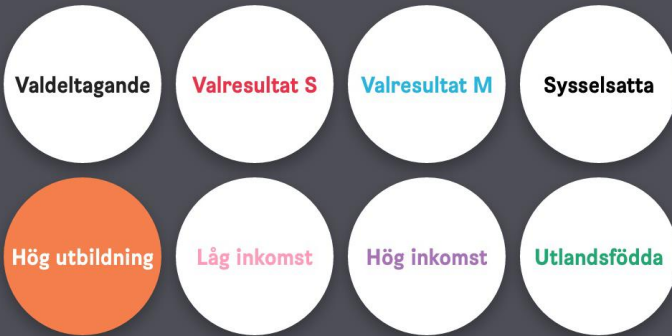 Valdeltagande
Valresultat S
Valresultat M
Sysselsatta
Hög utbildning
Låg inkomst
Hög inkomst
Utlandsfödda